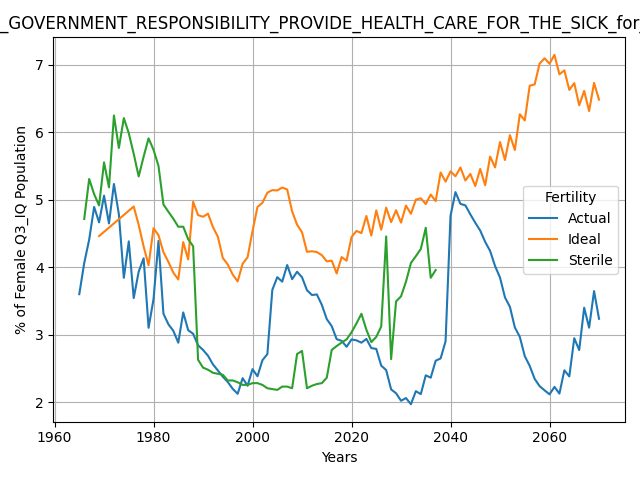 _GOVERNMENT_RESPONSIBILITY_PROVIDE_HEALTH_CARE_FOR_THE_SICK_for_
7
6
5
4
3
2
% of Female Q3_IQ Population
Fertility
Actual
Ideal
Sterile
1960 1980 2000 2020 2040 2060
Years